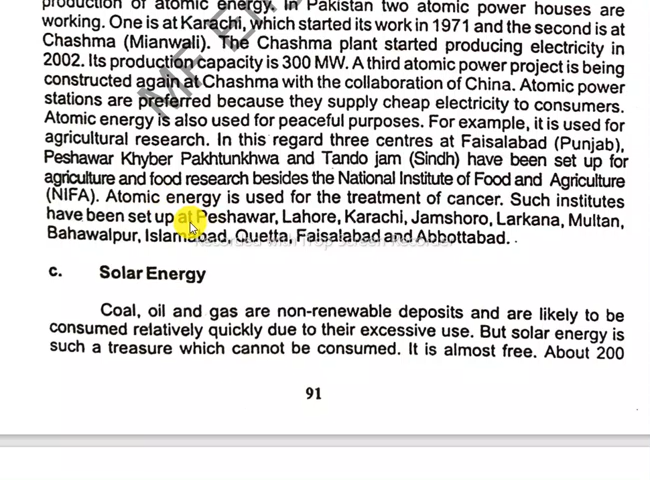 production of atomic energy. In Pakistan two atomic power houses are
working. One is at Karachi, which started its work in 1971 and the second is at
Chashma (Mianwali). The Chashma plant started producing electricity in
2002. Its production capacity is 300 MW. A third atomic power project is being
constructed again at Chashma with the collaboration of China. Atomic power
stations are preferred because they supply cheap electricity to consumers.
Atomic energy is also used for peaceful purposes. For example, it is used for
agricultural research. In this regard three centres at Faisalabad (Punjab),
Peshawar Khyber Pakhtunkhwa and Tando jam (Sindh) have been set up for
agriculture and food research besides the National Institute of Food and Agriculture
(NIFA). Atomic energy is used for the treatment of cancer. Such institutes
have been set up at Peshawar, Lahore, Karachi, Jamshoro, Larkana, Multan,
Bahawalpur, Islamabad, Quetta, Faisalabad and Abbottabad. .
c. Solar Energy
Coal, oil and gas are non-renewable deposits and are likely to be
consumed relatively quickly due to their excessive use. But solar energy is
such a treasure which cannot be consumed. It is almost free. About 200
91